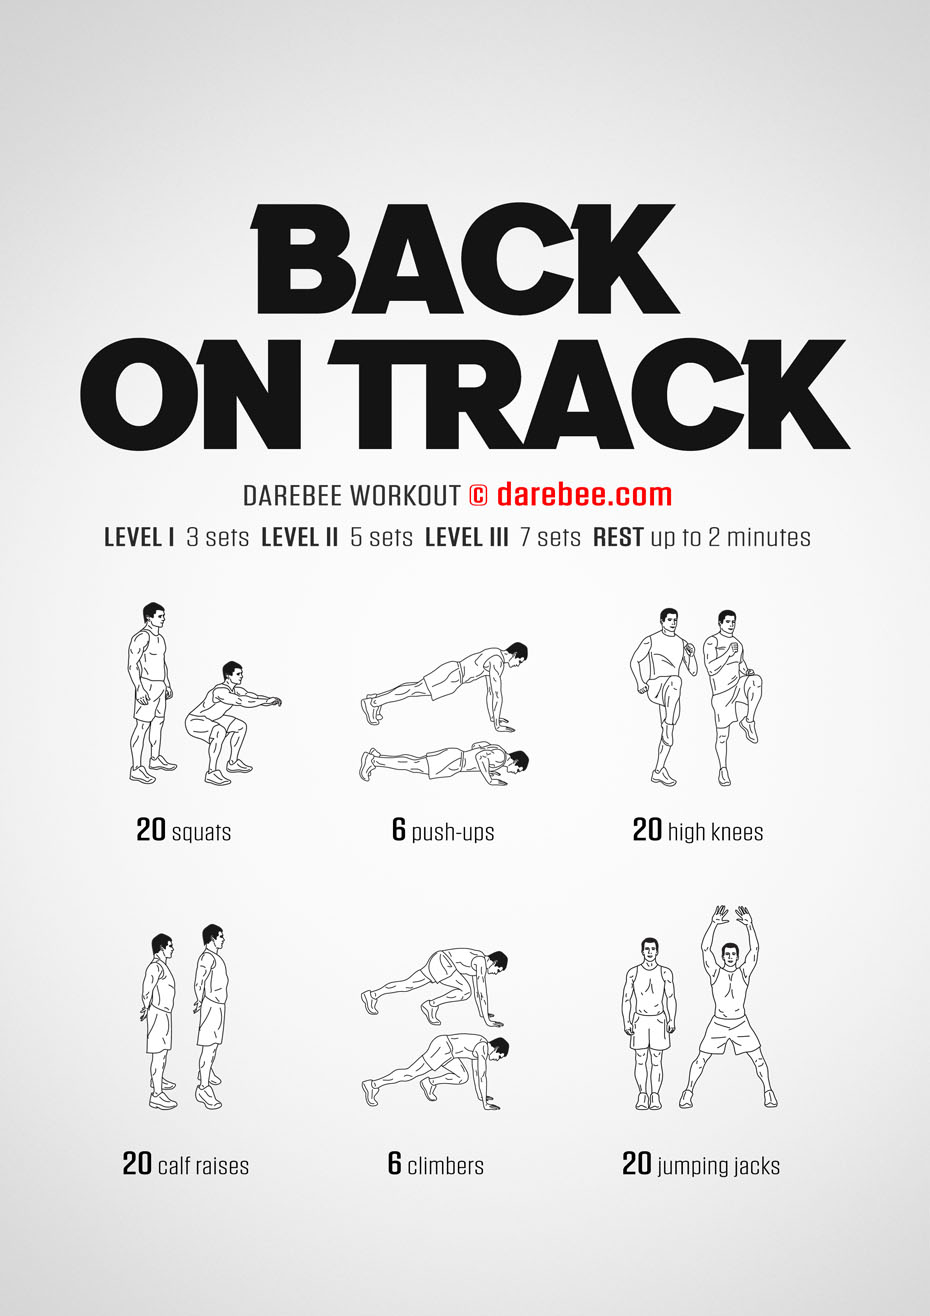 BACK
ON TRACK
DAREBEE WORKOUT © darebee.com
LEVEL I 3 sets LEVEL II 5 sets LEVEL III 7 sets REST up to 2 minutes
20 squats
6 push-ups
20 high knees
20 calf raises
6 climbers
20 jumping jacks